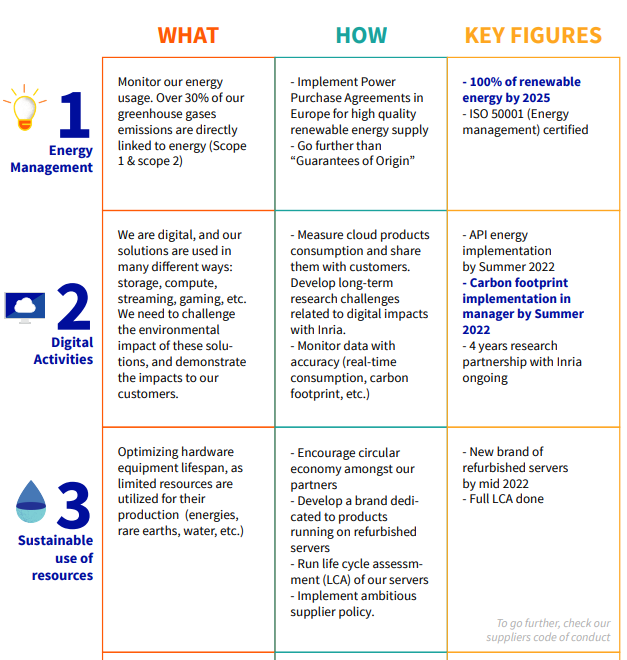 WHAT
HOW
KEY FIGURES
1
Energy
Management
Monitor our energy
usage. Over 30% of our
greenhouse gases
emissions are directly
linked to energy (Scope
1 & scope 2)
- Implement Power
Purchase Agreements in
Europe for high quality
renewable energy supply
- Go further than
“Guarantees of Origin”
- 100% of renewable
energy by 2025
- ISO 50001 (Energy
management) certified
2
Digital
Activities
We are digital, and our
solutions are used in
many different ways:
storage, compute,
streaming, gaming, etc.
We need to challenge
the environmental
impact of these solu-
tions, and demonstrate
the impacts to our
customers.
- Measure cloud products
consumption and share
them with customers.
Develop long-term
research challenges
related to digital impacts
with Inria.
- Monitor data with
accuracy (real-time
consumption, carbon
footprint, etc.)
- API energy
implementation
by Summer 2022
- Carbon footprint
implementation in
manager by Summer
2022
- 4 years research
partnership with Inria
ongoing
3
Sustainable
use of
resources
Optimizing hardware
equipment lifespan, as
limited resources are
utilized for their
production (energies,
rare earths, water, etc.)
- Encourage circular
economy amongst our
partners
- Develop a brand dedi-
cated to products
running on refurbished
servers
- Run life cycle assessm-
ment (LCA) of our servers
- Implement ambitious
supplier policy.
- New brand of
refurbished servers
by mid 2022
- Full LCA done
To go further, check our
suppliers code of conduct